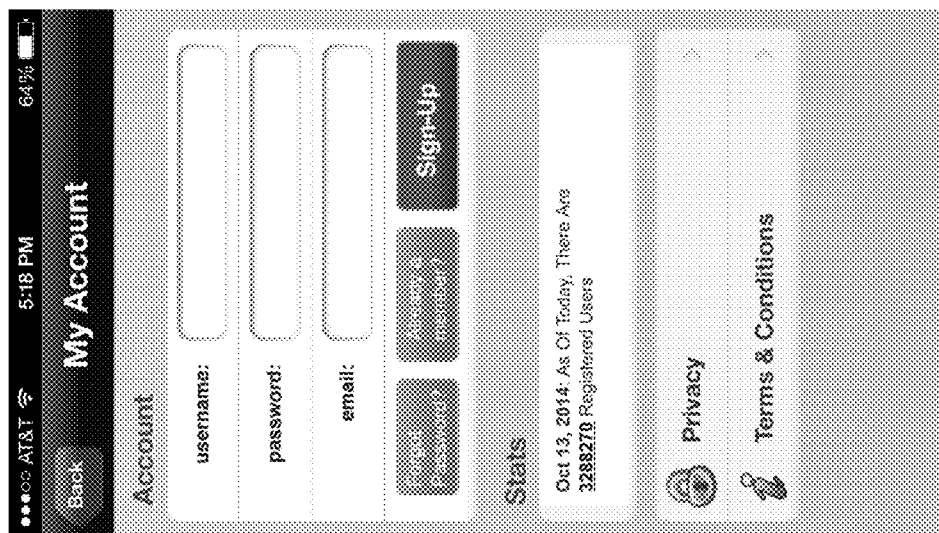 AT&T 5:18 PM 64%
Back My Account
Account
username:
password:
email:
Sign-Up
Stats
Oct 13, 2014: As Of Today, There Are
3288270 Registered Users
Privacy
Terms & Conditions